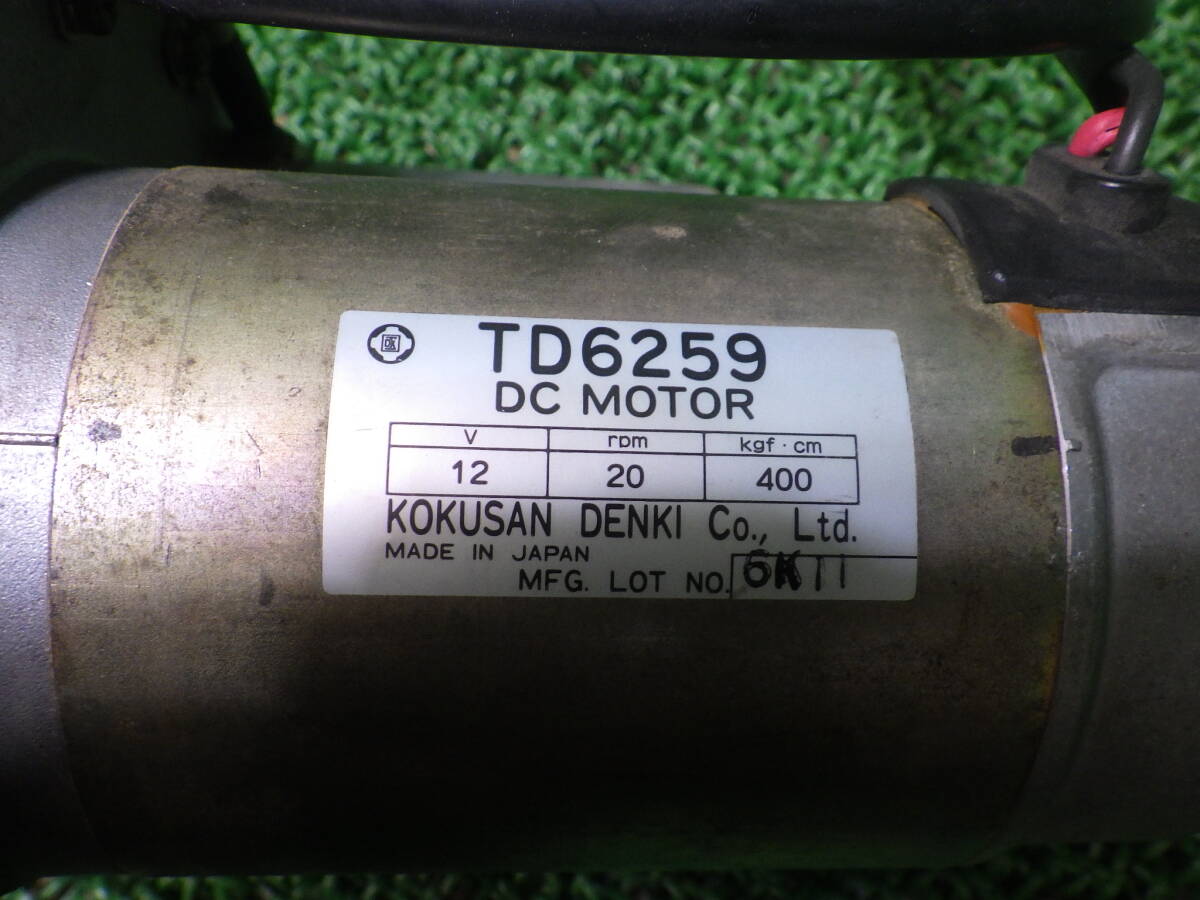 TD6259
DC MOTOR
V rpm kgf·cm
12 20 400
KOKUSAN DENKI Co., Ltd.
MADE IN JAPAN
MFG. LOT NO. 6K11